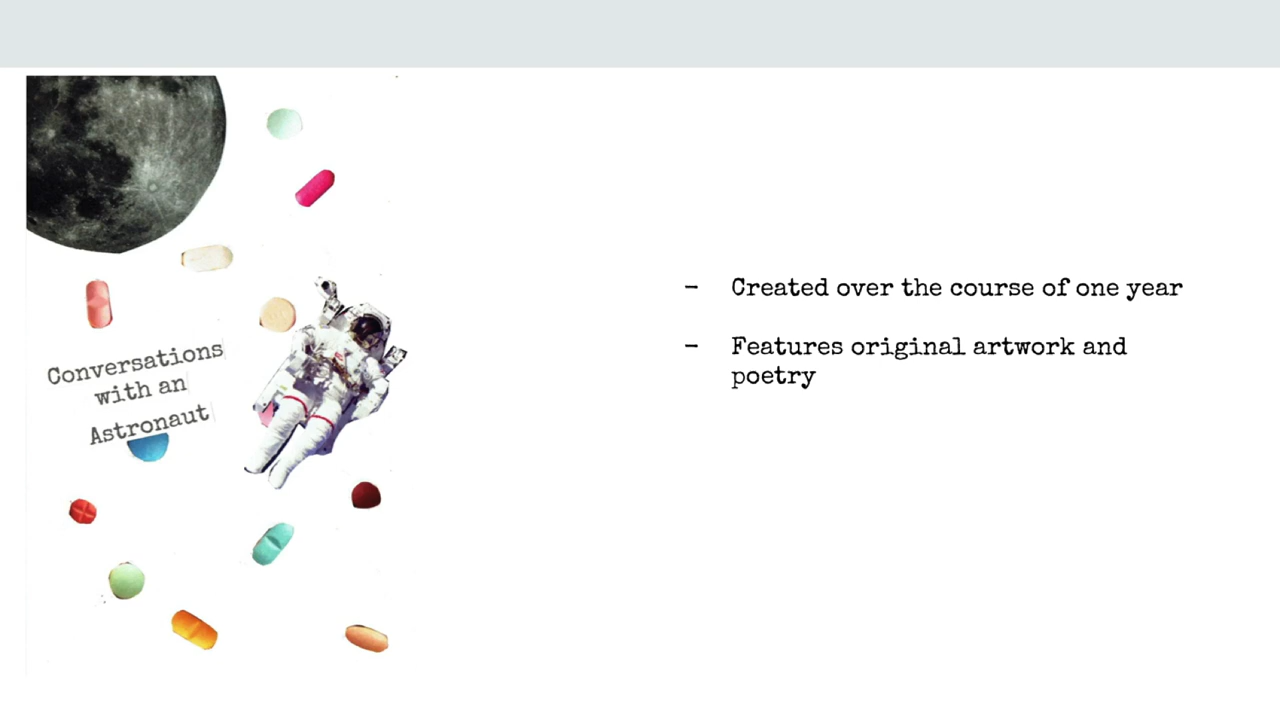 Conversations
with an
Astronaut
- Created over the course of one year
- Features original artwork and
poetry